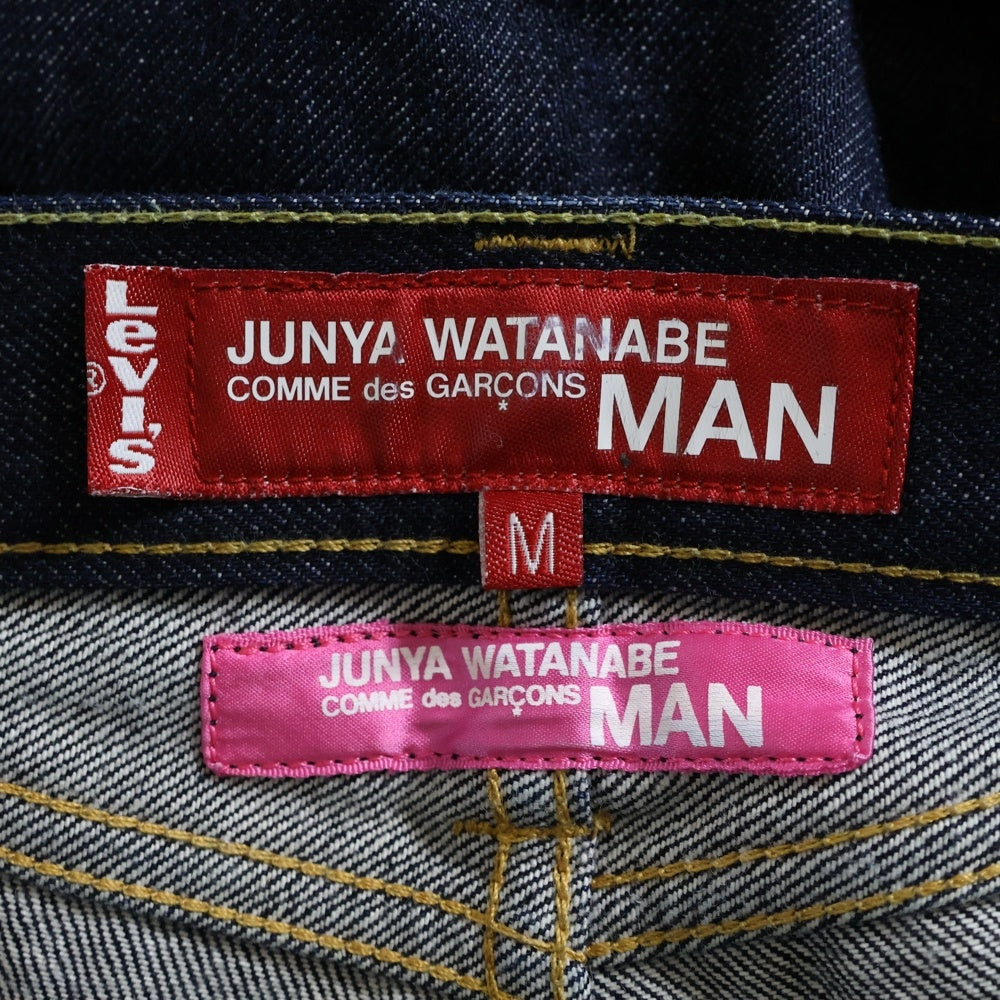 Levi's
®
JUNYA WATANABE
COMME des GARÇONS
*
MAN
M
JUNYA WATANABE
COMME des GARÇONS
*
MAN